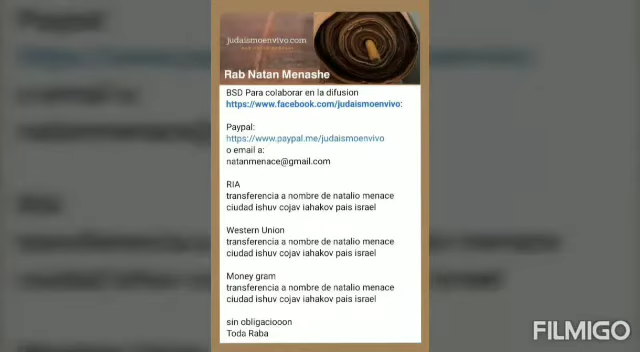 judaismoenvivo.com
Rab Natan Menashe
BSD Para colaborar en la difusion
https://www.facebook.com/judaismoenvivo:
Paypal:
https://www.paypal.me/judaismoenvivo
o email a:
natanmenace@gmail.com
RIA
transferencia a nombre de natalio menace
ciudad ishuv cojav iahakov pais israel
Western Union
transferencia a nombre de natalio menace
ciudad ishuv cojav iahakov pais israel
Money gram
transferencia a nombre de natalio menace
ciudad ishuv cojav iahakov pais israel
sin obligaciooon
Toda Raba
FILMIGO